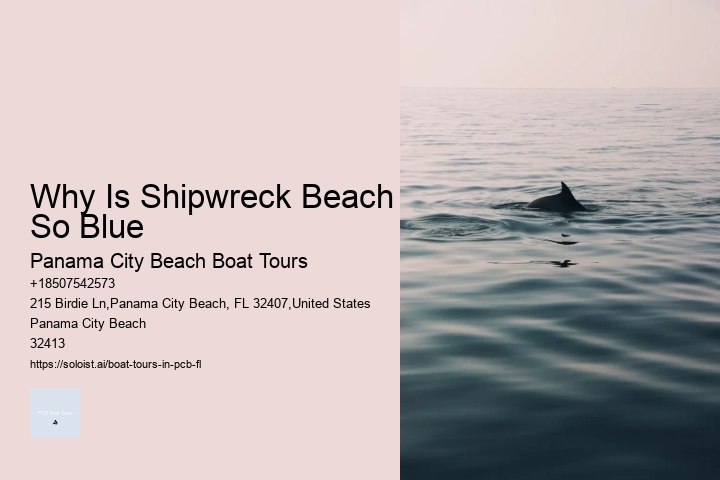 Why Is Shipwreck Beach
So Blue
Panama City Beach Boat Tours
+18507542573
215 Birdie Ln,Panama City Beach, FL 32407,United States
Panama City Beach
32413
https://soloist.ai/boat-tours-in-pcb-fl